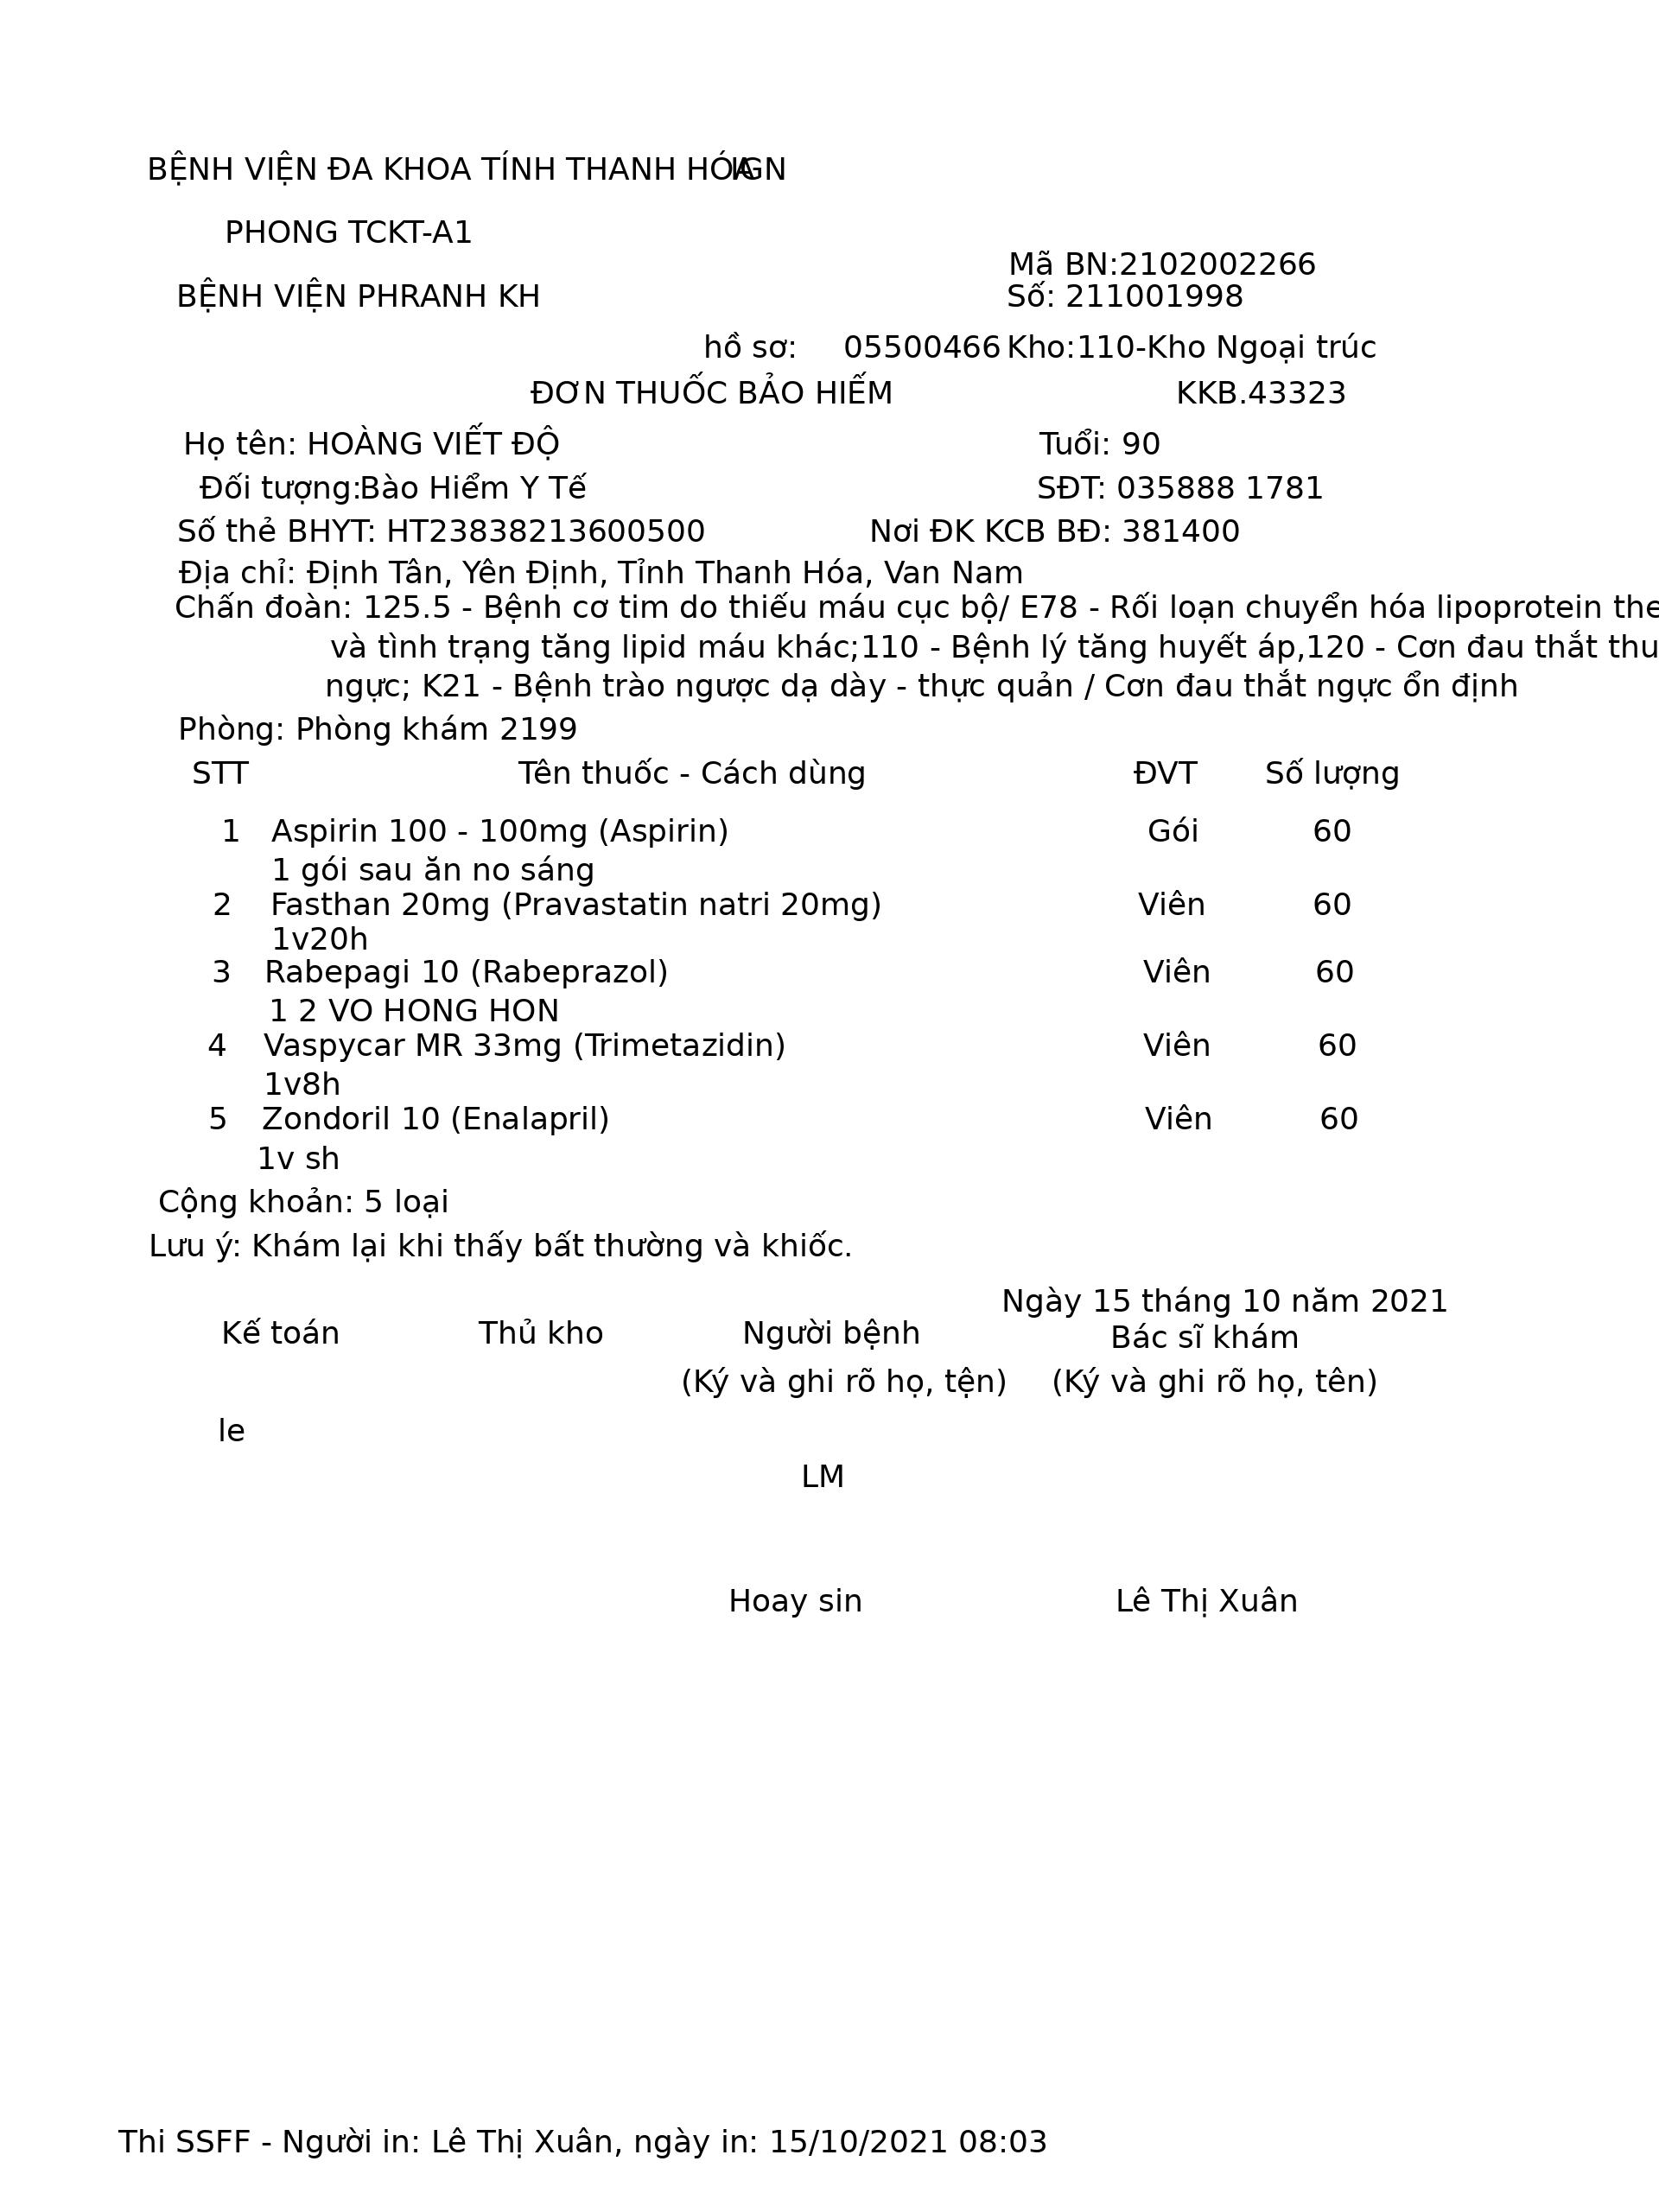 BỆNH VIỆN ĐA KHOA TÍNH THANH HÓA IGN
PHONG TCKT-A1
Mã BN:2102002266
BỆNH VIỆN PHRANH KH Số: 211001998
hồ sơ: 05500466 Kho:110-Kho Ngoại trúc
ĐƠN THUỐC BẢO HIẾM KKB.43323
Họ tên: HOÀNG VIẾT ĐỘ Tuổi: 90
Đối tượng:Bào Hiểm Y Tế SĐT: 035888 1781
Số thẻ BHYT: HT23838213600500 Nơi ĐK KCB BĐ: 381400
Địa chỉ: Định Tân, Yên Định, Tỉnh Thanh Hóa, Van Nam
Chấn đoàn: 125.5 - Bệnh cơ tim do thiếu máu cục bộ/ E78 - Rối loạn chuyển hóa lipoprotein the
và tình trạng tăng lipid máu khác;110 - Bệnh lý tăng huyết áp,120 - Cơn đau thắt thu
ngực; K21 - Bệnh trào ngược dạ dày - thực quản / Cơn đau thắt ngực ổn định
Phòng: Phòng khám 2199
STT Tên thuốc - Cách dùng ĐVT Số lượng
1 Aspirin 100 - 100mg (Aspirin) Gói 60
1 gói sau ăn no sáng
2 Fasthan 20mg (Pravastatin natri 20mg) Viên 60
1v20h
3 Rabepagi 10 (Rabeprazol) Viên 60
1 2 VO HONG HON
4 Vaspycar MR 33mg (Trimetazidin) Viên 60
1v8h
5 Zondoril 10 (Enalapril) Viên 60
1v sh
Cộng khoản: 5 loại
Lưu ý: Khám lại khi thấy bất thường và khiốc.
Ngày 15 tháng 10 năm 2021
Kế toán Thủ kho Người bệnh Bác sĩ khám
(Ký và ghi rõ họ, tện) (Ký và ghi rõ họ, tên)
le
LM
Hoay sin Lê Thị Xuân
Thi SSFF - Người in: Lê Thị Xuân, ngày in: 15/10/2021 08:03